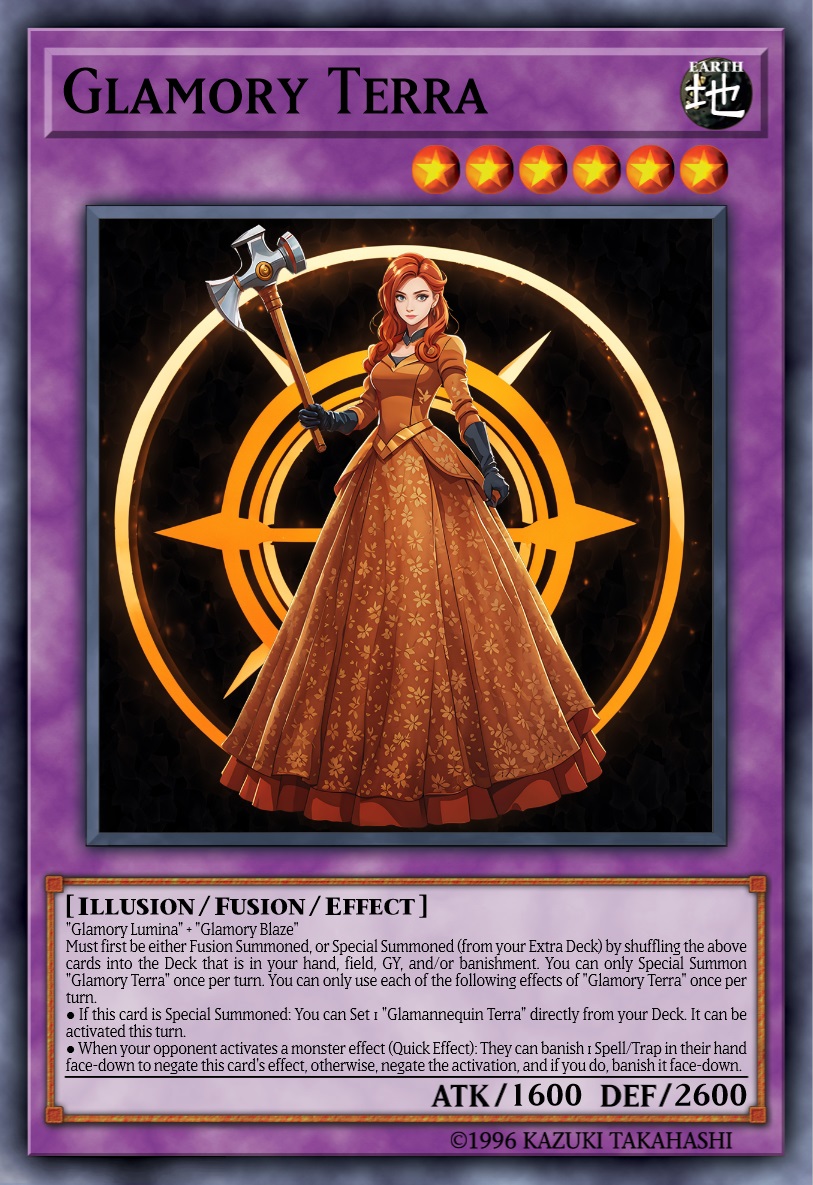 Glamory Terra
EARTH
地
[Illusion/Fusion/Effect]
"Glamory Lumina" + "Glamory Blaze"
Must first be either Fusion Summoned, or Special Summoned (from your Extra Deck) by shuffling the above
cards into the Deck that is in your hand, field, GY, and/or banishment. You can only Special Summon
"Glamory Terra" once per turn. You can only use each of the following effects of "Glamory Terra" once per
turn.
● If this card is Special Summoned: You can Set 1 "Glamannequin Terra" directly from your Deck. It can be
activated this turn.
● When your opponent activates a monster effect (Quick Effect): They can banish 1 Spell/Trap in their hand
face-down to negate this card's effect, otherwise, negate the activation, and if you do, banish it face-down.
ATK/1600 DEF/2600
©1996 KAZUKI TAKAHASHI